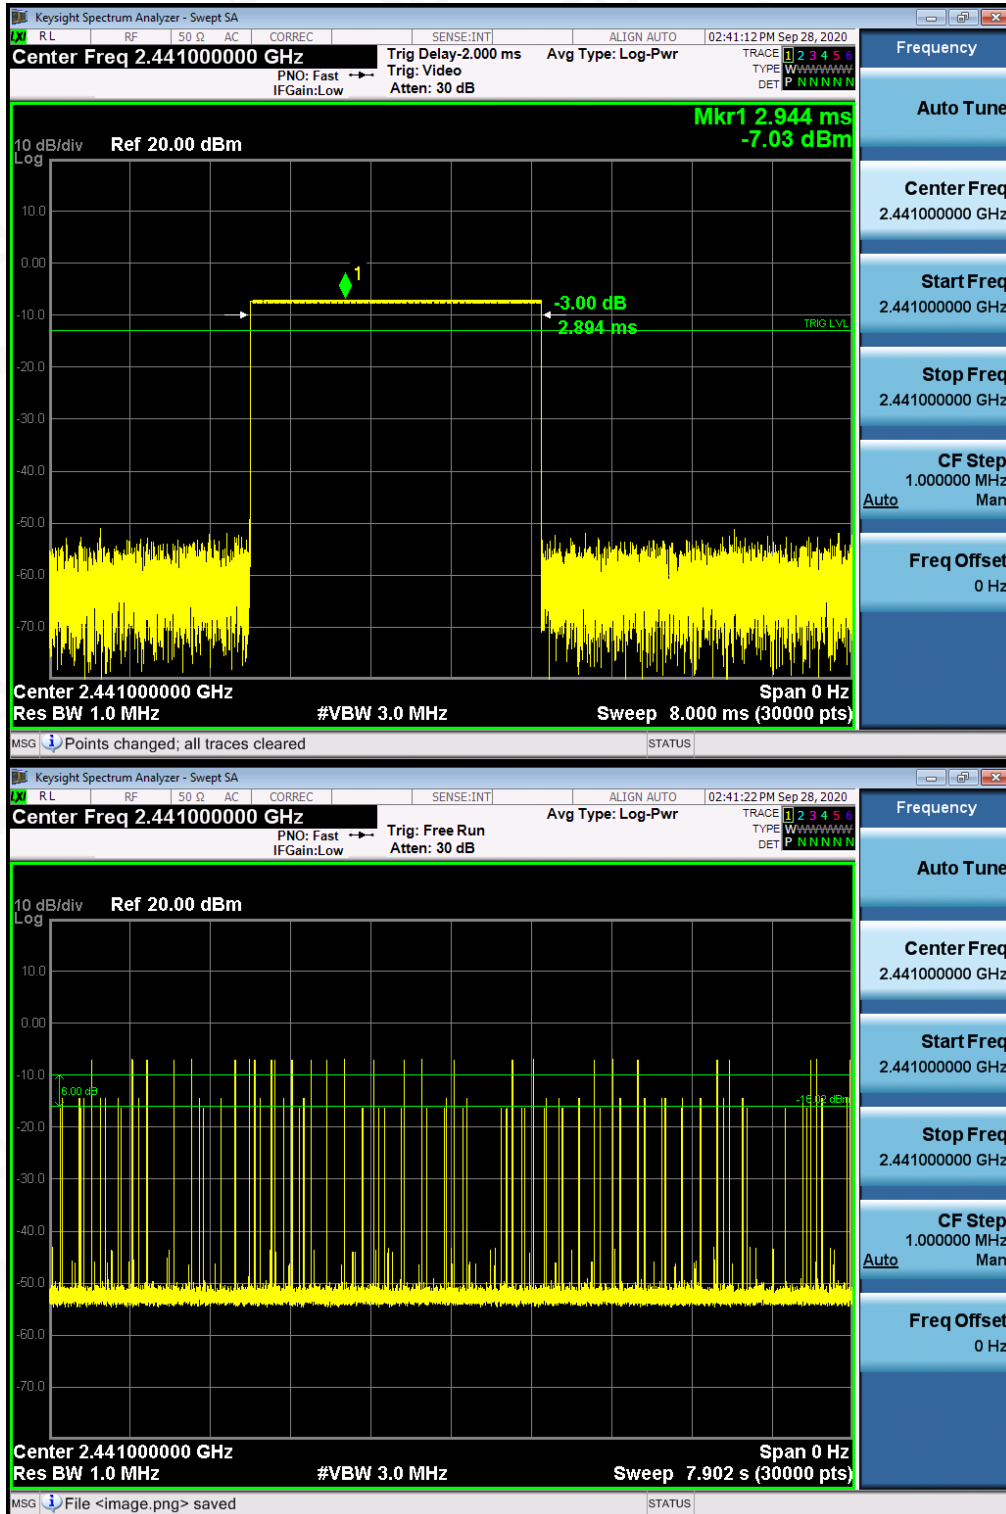 Keysight Spectrum Analyzer - Swept SA
LXI RL RF 50 Ω AC CORREC SENSE:INT ALIGN AUTO 02:41:12 PM Sep 28, 2020
Center Freq 2.441000000 GHz
PNO: Fast
IFGain:Low
Trig Delay-2.000 ms
Trig: Video
Atten: 30 dB
Avg Type: Log-Pwr
TRACE 1 2 3 4 5 6
TYPE WWWWWW
DET P N N N N N
Mkr1 2.944 ms
-7.03 dBm
10 dB/div
Log
Ref 20.00 dBm
10.0
0.00
1
-3.00 dB
-10.0
2.894 ms
TRIG LVL
-20.0
-30.0
-40.0
-50.0
-60.0
-70.0
Center 2.441000000 GHz
Span 0 Hz
Res BW 1.0 MHz
#VBW 3.0 MHz
Sweep 8.000 ms (30000 pts)
MSG Points changed; all traces cleared
STATUS
Frequency
Auto Tune
Center Freq
2.441000000 GHz
Start Freq
2.441000000 GHz
Stop Freq
2.441000000 GHz
CF Step
1.000000 MHz
Auto Man
Freq Offset
0 Hz
Keysight Spectrum Analyzer - Swept SA
LXI RL RF 50 Ω AC CORREC SENSE:INT ALIGN AUTO 02:41:22 PM Sep 28, 2020
Center Freq 2.441000000 GHz
PNO: Fast
IFGain:Low
Trig: Free Run
Atten: 30 dB
Avg Type: Log-Pwr
TRACE 1 2 3 4 5 6
TYPE WWWWWW
DET P N N N N N
10 dB/div
Log
Ref 20.00 dBm
10.0
0.00
-10.0
6.00 dB
-16.02 dBm
-20.0
-30.0
-40.0
-50.0
-60.0
-70.0
Center 2.441000000 GHz
Span 0 Hz
Res BW 1.0 MHz
#VBW 3.0 MHz
Sweep 7.902 s (30000 pts)
MSG File <image.png> saved
STATUS
Frequency
Auto Tune
Center Freq
2.441000000 GHz
Start Freq
2.441000000 GHz
Stop Freq
2.441000000 GHz
CF Step
1.000000 MHz
Auto Man
Freq Offset
0 Hz